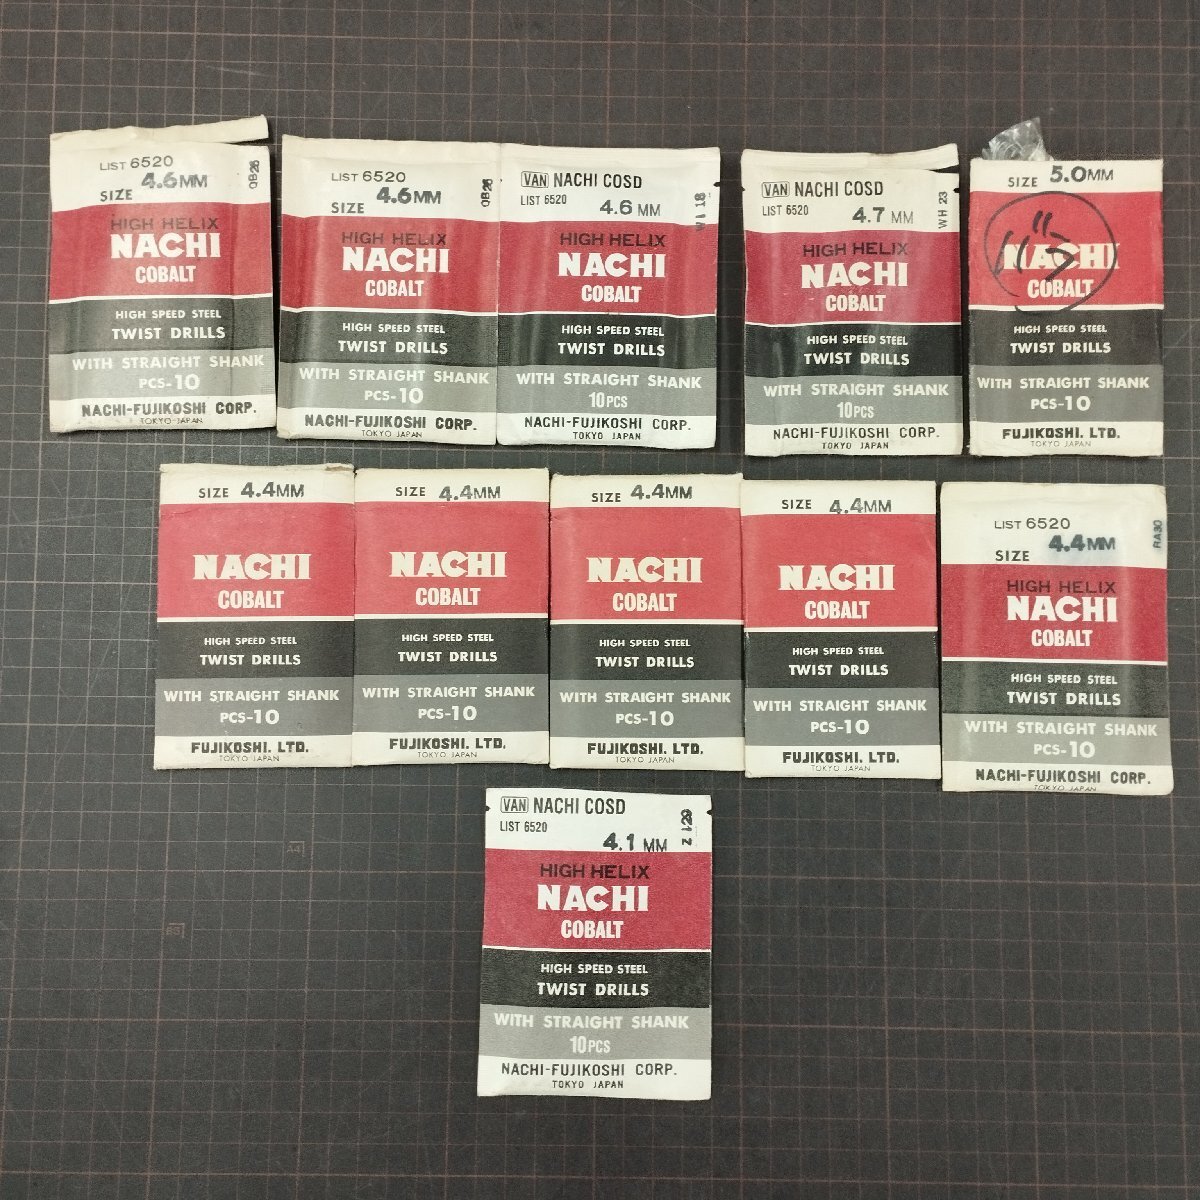 LIST 6520
SIZE 4.6MM
QB26
HIGH HELIX
NACHI
COBALT
HIGH SPEED STEEL
TWIST DRILLS
WITH STRAIGHT SHANK
PCS-10
NACHI-FUJIKOSHI CORP.
TOKYO JAPAN
LIST 6520
SIZE 4.6MM
QB26
HIGH HELIX
NACHI
COBALT
HIGH SPEED STEEL
TWIST DRILLS
WITH STRAIGHT SHANK
PCS-10
NACHI-FUJIKOSHI CORP.
TOKYO JAPAN
VAN NACHI COSD
LIST 6520
4.6 MM
WI 18
HIGH HELIX
NACHI
COBALT
HIGH SPEED STEEL
TWIST DRILLS
WITH STRAIGHT SHANK
10PCS
NACHI-FUJIKOSHI CORP.
TOKYO JAPAN
VAN NACHI COSD
LIST 6520
4.7 MM
WH 23
HIGH HELIX
NACHI
COBALT
HIGH SPEED STEEL
TWIST DRILLS
WITH STRAIGHT SHANK
10PCS
NACHI-FUJIKOSHI CORP.
TOKYO JAPAN
SIZE 5.0MM
バラ
NACHI
COBALT
HIGH SPEED STEEL
TWIST DRILLS
WITH STRAIGHT SHANK
PCS-10
FUJIKOSHI. LTD.
TOKYO JAPAN
SIZE 4.4MM
NACHI
COBALT
HIGH SPEED STEEL
TWIST DRILLS
WITH STRAIGHT SHANK
PCS-10
FUJIKOSHI. LTD.
TOKYO JAPAN
SIZE 4.4MM
NACHI
COBALT
HIGH SPEED STEEL
TWIST DRILLS
WITH STRAIGHT SHANK
PCS-10
FUJIKOSHI. LTD.
TOKYO JAPAN
SIZE 4.4MM
NACHI
COBALT
HIGH SPEED STEEL
TWIST DRILLS
WITH STRAIGHT SHANK
PCS-10
FUJIKOSHI. LTD.
TOKYO JAPAN
SIZE 4.4MM
NACHI
COBALT
HIGH SPEED STEEL
TWIST DRILLS
WITH STRAIGHT SHANK
PCS-10
FUJIKOSHI. LTD.
TOKYO JAPAN
LIST 6520
SIZE 4.4MM
RA30
HIGH HELIX
NACHI
COBALT
HIGH SPEED STEEL
TWIST DRILLS
WITH STRAIGHT SHANK
PCS-10
NACHI-FUJIKOSHI CORP.
TOKYO JAPAN
VAN NACHI COSD
LIST 6520
4.1 MM
HIGH HELIX
NACHI
COBALT
HIGH SPEED STEEL
TWIST DRILLS
WITH STRAIGHT SHANK
10PCS
NACHI-FUJIKOSHI CORP.
TOKYO JAPAN
A4
B5